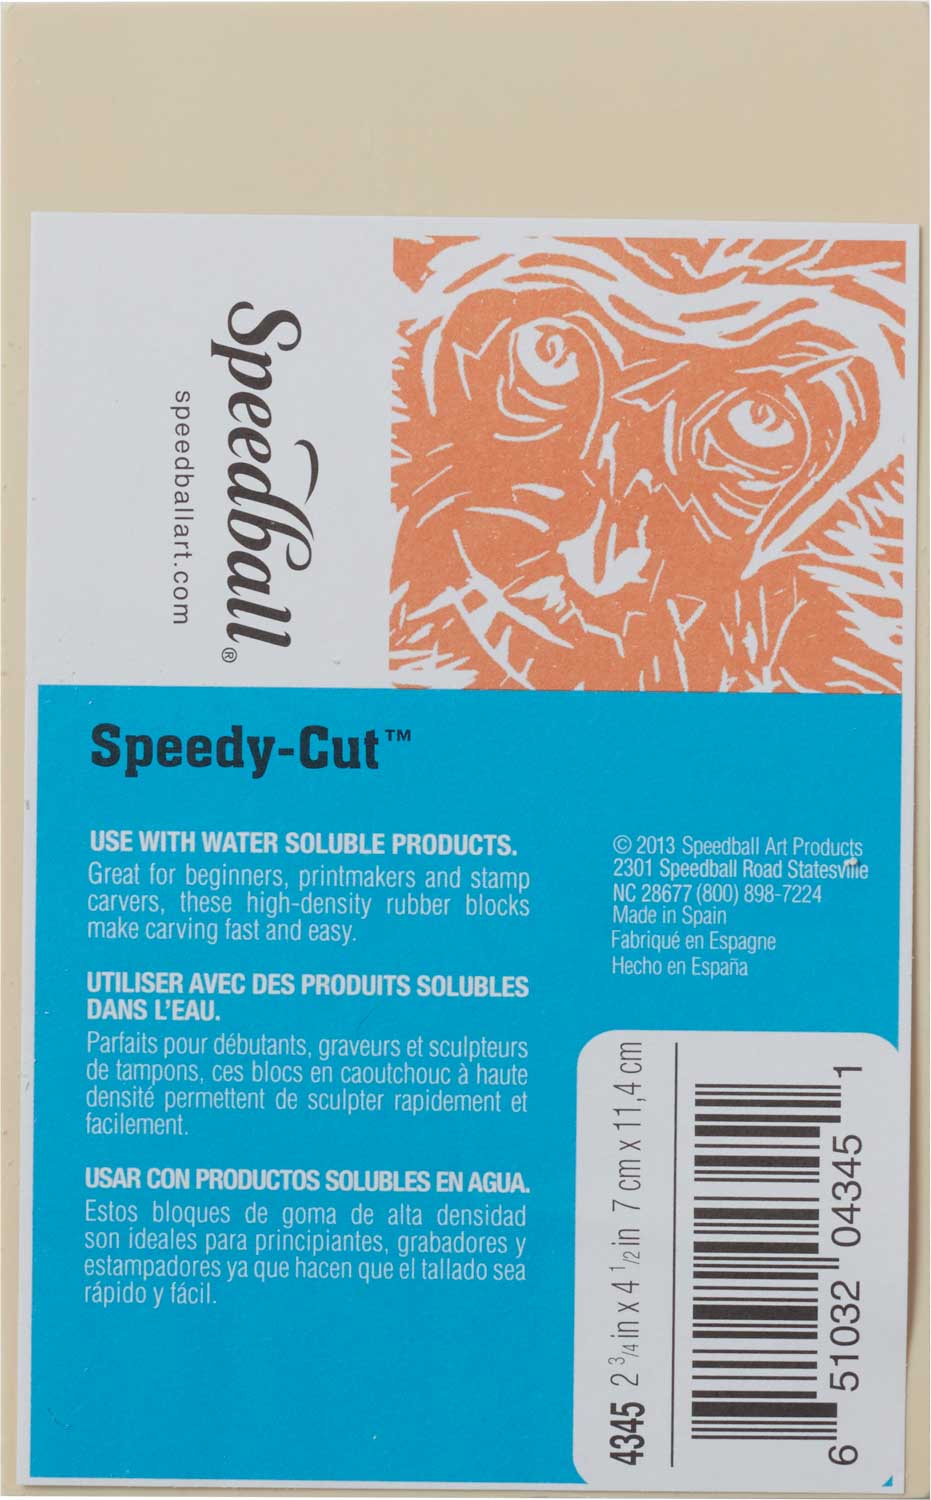 Speedball®
speedballart.com
Speedy-Cut™
USE WITH WATER SOLUBLE PRODUCTS.
Great for beginners, printmakers and stamp
carvers, these high-density rubber blocks
make carving fast and easy.
UTILISER AVEC DES PRODUITS SOLUBLES
DANS L'EAU.
Parfaits pour débutants, graveurs et sculpteurs
de tampons, ces blocs en caoutchouc à haute
densité permettent de sculpter rapidement et
facilement.
USAR CON PRODUCTOS SOLUBLES EN AGUA.
Estos bloques de goma de alta densidad
son ideales para principiantes, grabadores y
estampadores ya que hacen que el tallado sea
rápido y fácil.
© 2013 Speedball Art Products
2301 Speedball Road Statesville
NC 28677 (800) 898-7224
Made in Spain
Fabriqué en Espagne
Hecho en España
4345 2 3/4 in x 4 1/2 in 7 cm x 11,4 cm
6 51032 04345 1